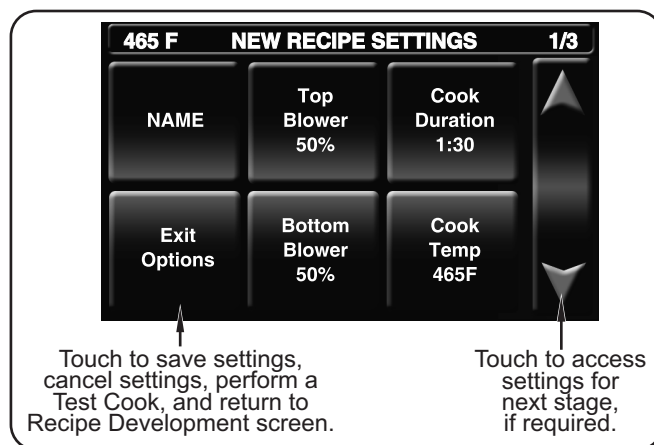 465 F NEW RECIPE SETTINGS 1/3
NAME
Top
Blower
50%
Cook
Duration
1:30
Exit
Options
Bottom
Blower
50%
Cook
Temp
465F
Touch to save settings,
cancel settings, perform a
Test Cook, and return to
Recipe Development screen.
Touch to access
settings for
next stage,
if required.